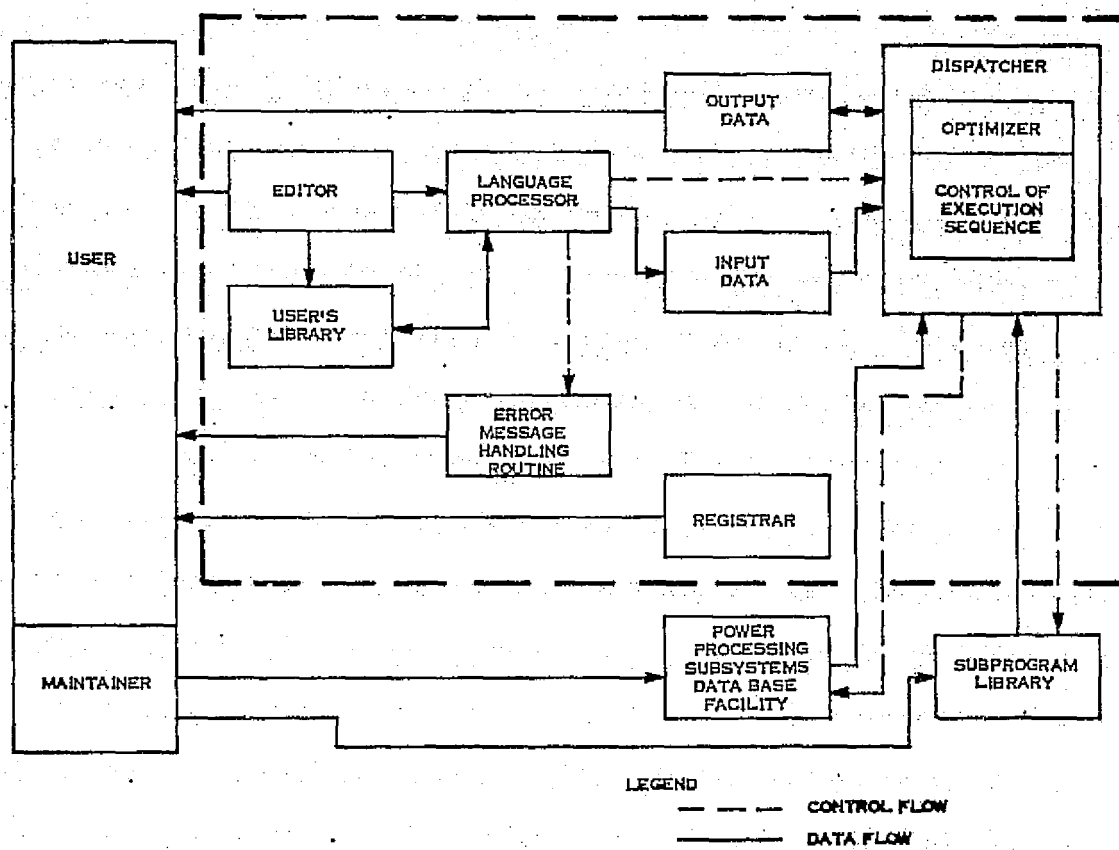 DISPATCHER
OUTPUT
DATA
OPTIMIZER
EDITOR
LANGUAGE
PROCESSOR
CONTROL OF
EXECUTION
SEQUENCE
USER
INPUT
DATA
USER'S
LIBRARY
ERROR
MESSAGE
HANDLING
ROUTINE
REGISTRAR
MAINTAINER
POWER
PROCESSING
SUBSYSTEMS
DATA BASE
FACILITY
SUBPROGRAM
LIBRARY
LEGEND
CONTROL FLOW
DATA FLOW